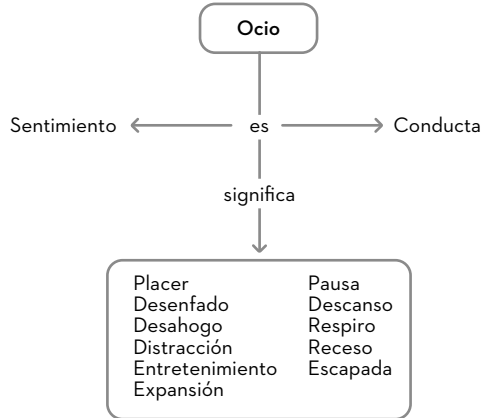 Ocio
Sentimiento es Conducta
significa
Placer
Desenfado
Desahogo
Distracción
Entretenimiento
Expansión
Pausa
Descanso
Respiro
Receso
Escapada